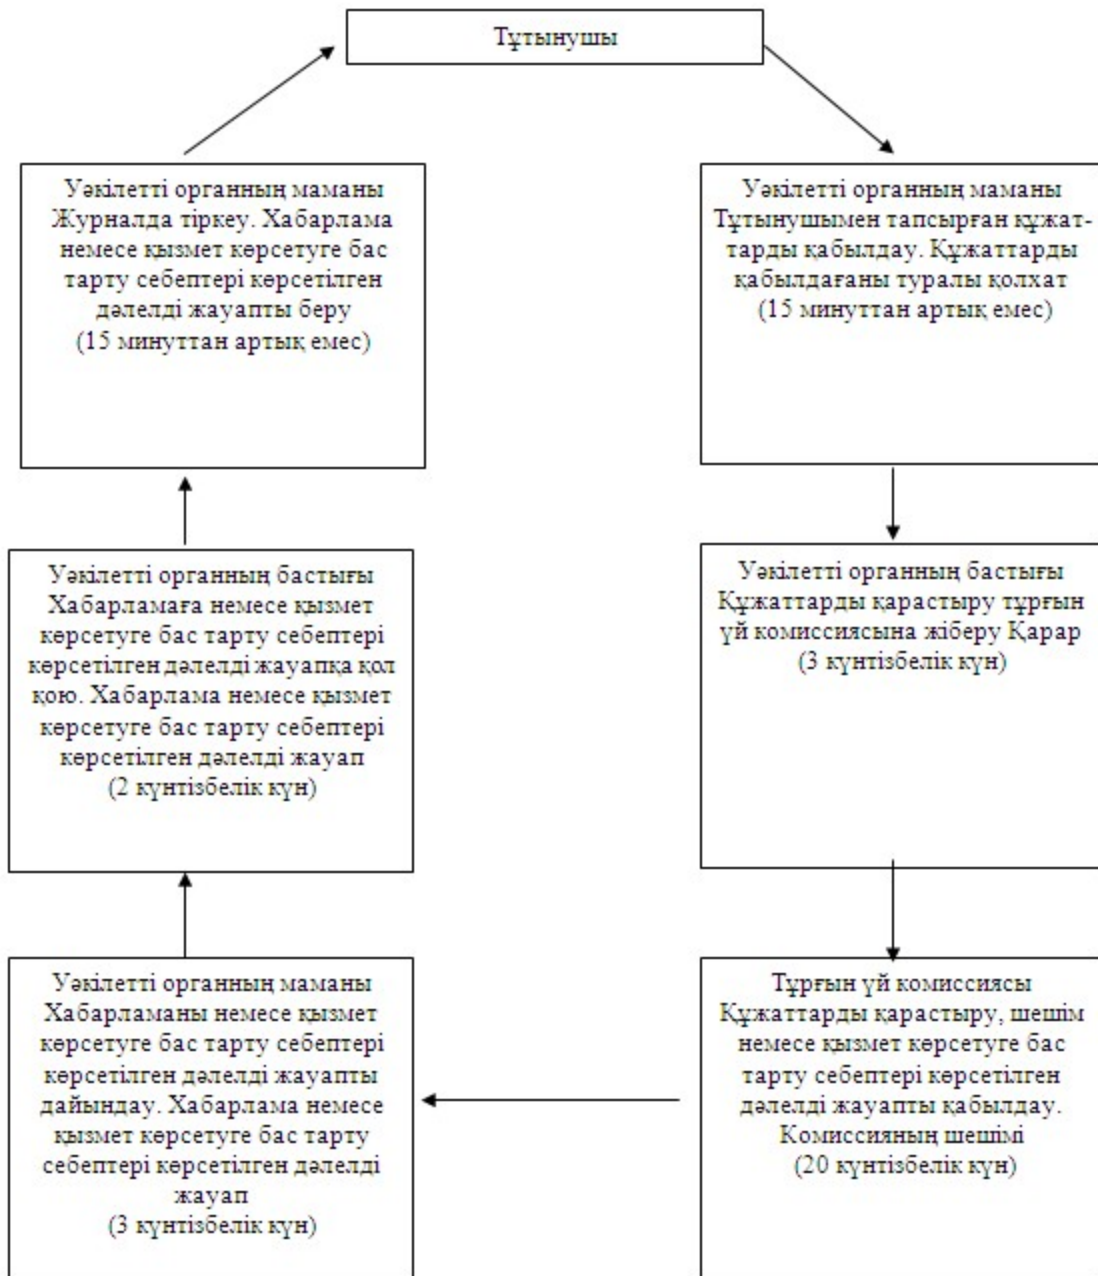 Тұтынушы
Уәкілетті органның маманы
Тұтынушымен тапсырған құжат-
тарды қабылдау. Құжаттарды
қабылдағаны туралы қолхат
(15 минуттан артық емес)
Уәкілетті органның бастығы
Құжаттарды қарастыру тұрғын
үй комиссиясына жіберу Қарар
(3 күнтізбелік күн)
Тұрғын үй комиссиясы
Құжаттарды қарастыру, шешім
немесе қызмет көрсетуге бас
тарту себептері көрсетілген
дәлелді жауапты қабылдау.
Комиссияның шешімі
(20 күнтізбелік күн)
Уәкілетті органның маманы
Хабарламаны немесе қызмет
көрсетуге бас тарту себептері
көрсетілген дәлелді жауапты
дайындау. Хабарлама немесе
қызмет көрсетуге бас тарту
себептері көрсетілген дәлелді
жауап
(3 күнтізбелік күн)
Уәкілетті органның бастығы
Хабарламаға немесе қызмет
көрсетуге бас тарту себептері
көрсетілген дәлелді жауапқа қол
қою. Хабарлама немесе қызмет
көрсетуге бас тарту себептері
көрсетілген дәлелді жауап
(2 күнтізбелік күн)
Уәкілетті органның маманы
Журналда тіркеу. Хабарлама
немесе қызмет көрсетуге бас
тарту себептері көрсетілген
дәлелді жауапты беру
(15 минуттан артық емес)